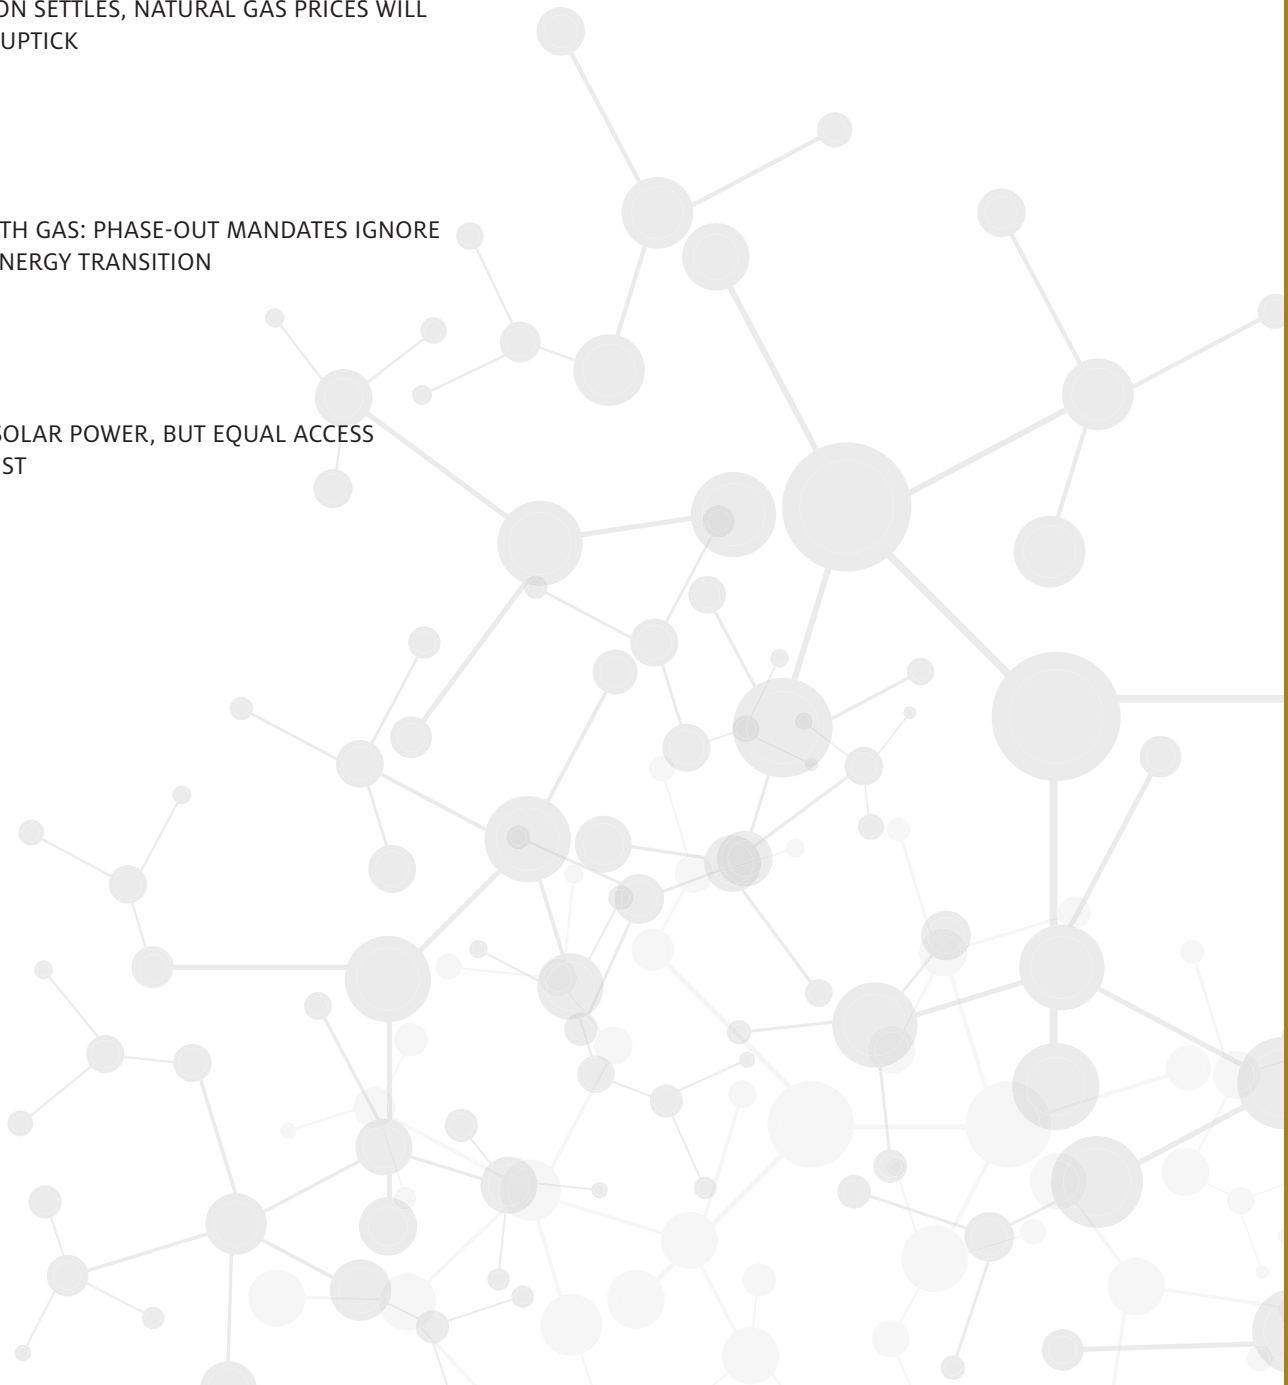 ON SETTLES, NATURAL GAS PRICES WILL
UPTICK
TH GAS: PHASE-OUT MANDATES IGNORE
NERGY TRANSITION
SOLAR POWER, BUT EQUAL ACCESS
ST